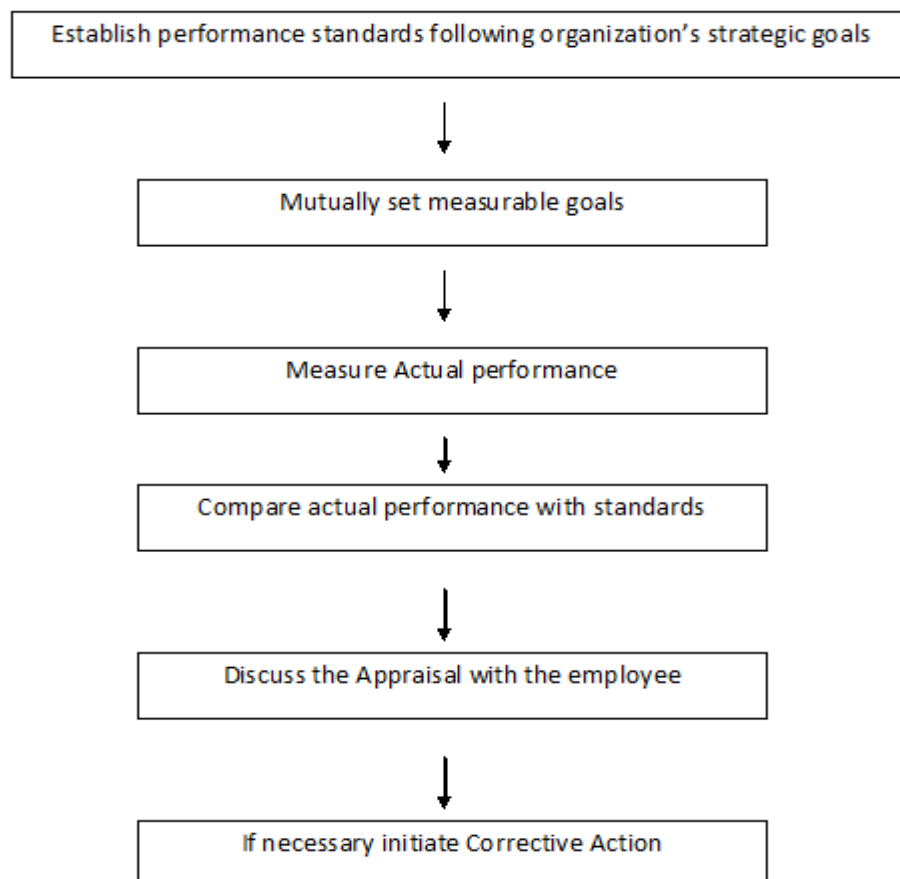 Establish performance standards following organization’s strategic goals
Mutually set measurable goals
Measure Actual performance
Compare actual performance with standards
Discuss the Appraisal with the employee
If necessary initiate Corrective Action